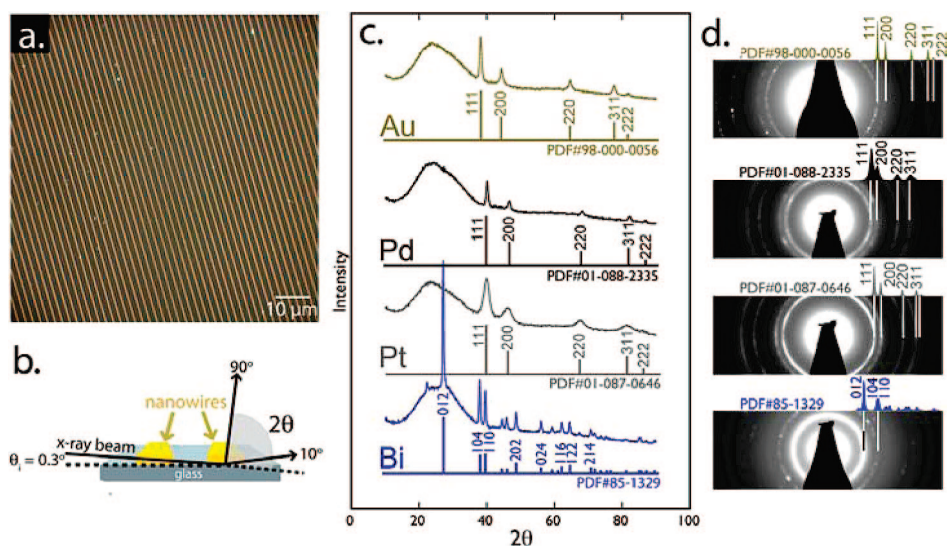 a.
10 µm
b.
90°
nanowires
2θ
x-ray beam
10°
θi = 0.3°
glass
c.
Intensity
111
200
220
311
222
Au
PDF#98-000-0056
111
200
220
311
222
Pd
PDF#01-088-2335
111
200
220
311
222
Pt
PDF#01-087-0646
012
104
110
202
024
116
122
214
Bi
PDF#85-1329
0 20 40 60 80 100
2θ
d.
111
200
220
311
222
PDF#98-000-0056
111
200
220
311
PDF#01-088-2335
111
200
220
311
PDF#01-087-0646
012
104
110
PDF#85-1329